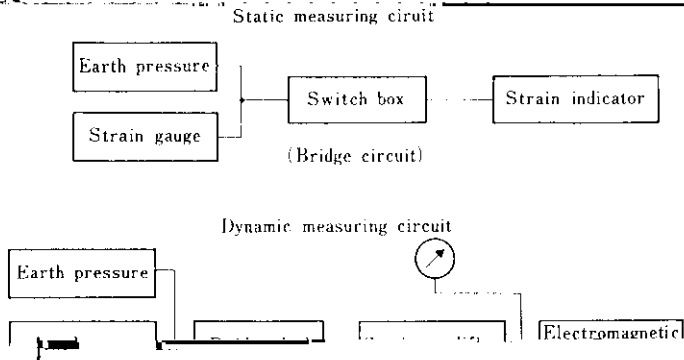 Static measuring ciruit
Earth pressure
Switch box
Strain indicator
Strain gauge
(Bridge circuit)
Dynamic measuring circuit
Earth pressure
Electromagnetic